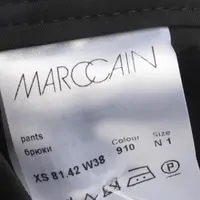 MARCCAIN
pants Colour Size
брюки 910 N 1
XS 81.42 W38
P